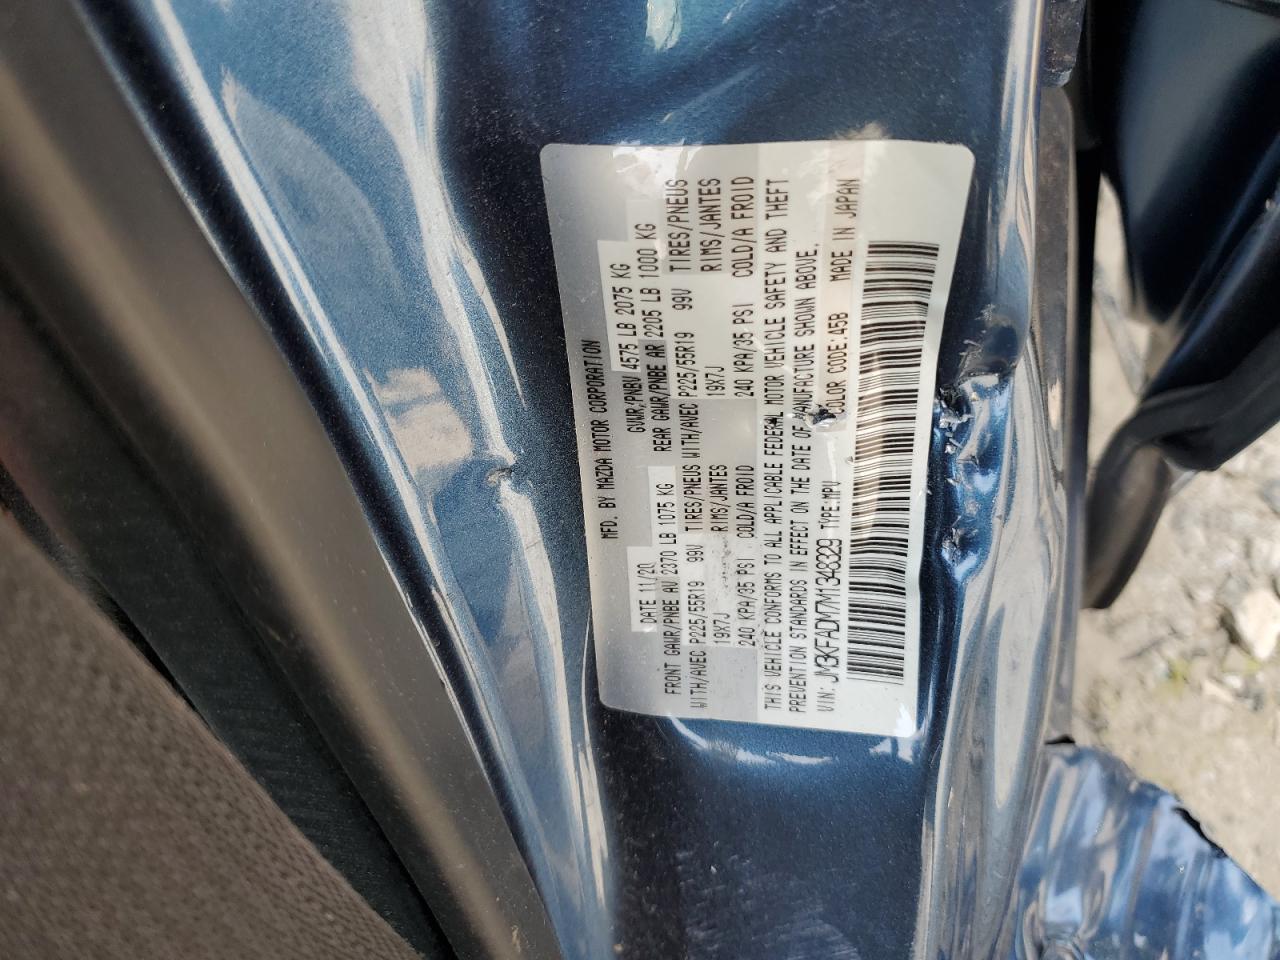 MFD. BY MAZDA MOTOR CORPORATION
DATE 11/20 GVWR/PNBV 4575 LB 2075 KG
FRONT GAWR/PNBE AV 2370 LB 1075 KG REAR GAWR/PNBE AR 2205 LB 1000 KG
WITH/AVEC P225/55R19 99V TIRES/PNEUS WITH/AVEC P225/55R19 99V TIRES/PNEUS
19X7J RIMS/JANTES 19X7J RIMS/JANTES
240 KPA/35 PSI COLD/A FROID 240 KPA/35 PSI COLD/A FROID
THIS VEHICLE CONFORMS TO ALL APPLICABLE FEDERAL MOTOR VEHICLE SAFETY AND THEFT
PREVENTION STANDARDS IN EFFECT ON THE DATE OF MANUFACTURE SHOWN ABOVE.
VIN: JM3KFADM7M1348329 TYPE:MPV COLOR CODE:45B MADE IN JAPAN